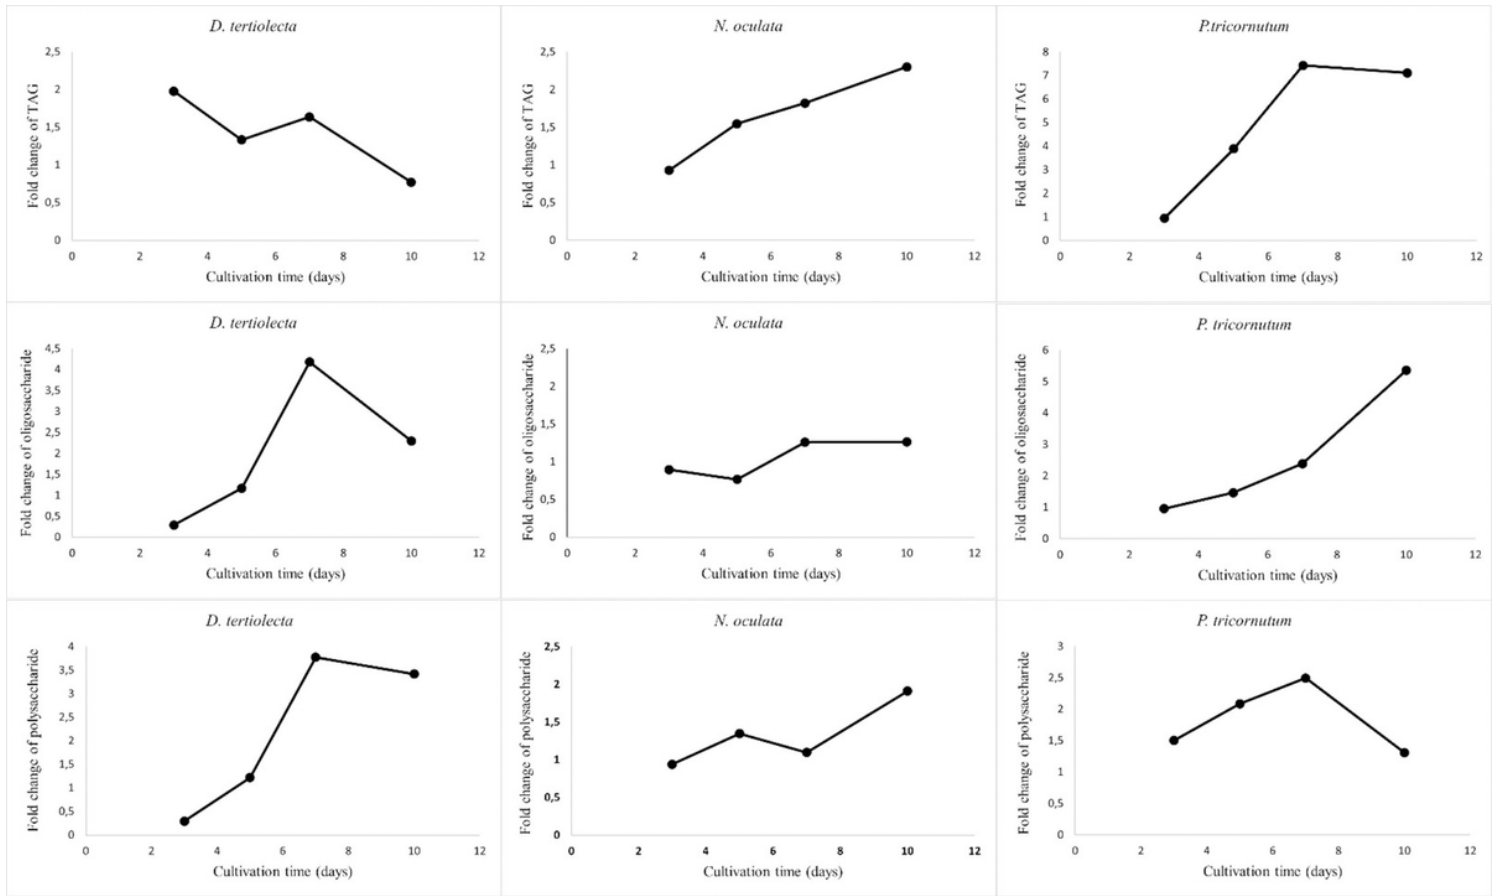 D. tertiolecta
Fold change of TAG
2,5
2
1,5
1
0,5
0
0 2 4 6 8 10 12
Cultivation time (days)
N. oculata
Fold change of TAG
2,5
2
1,5
1
0,5
0
0 2 4 6 8 10 12
Cultivation time (days)
P.tricornutum
Fold change of TAG
8
7
6
5
4
3
2
1
0
0 2 4 6 8 10 12
Cultivation time (days)
D. tertiolecta
Fold change of oligosaccharide
4,5
4
3,5
3
2,5
2
1,5
1
0,5
0
0 2 4 6 8 10 12
Cultivation time (days)
N. oculata
Fold change of oligosaccharide
2,5
2
1,5
1
0,5
0
0 2 4 6 8 10 12
Cultivation time (days)
P. tricornutum
Fold change of oligosaccharide
6
5
4
3
2
1
0
0 2 4 6 8 10 12
Cultivation time (days)
D. tertiolecta
Fold change of polysaccharide
4
3,5
3
2,5
2
1,5
1
0,5
0
0 2 4 6 8 10 12
Cultivation time (days)
N. oculata
Fold change of polysaccharide
2,5
2
1,5
1
0,5
0
0 2 4 6 8 10 12
Cultivation time (days)
P. tricornutum
Fold change of polysaccharide
3
2,5
2
1,5
1
0,5
0
0 2 4 6 8 10 12
Cultivation time (days)